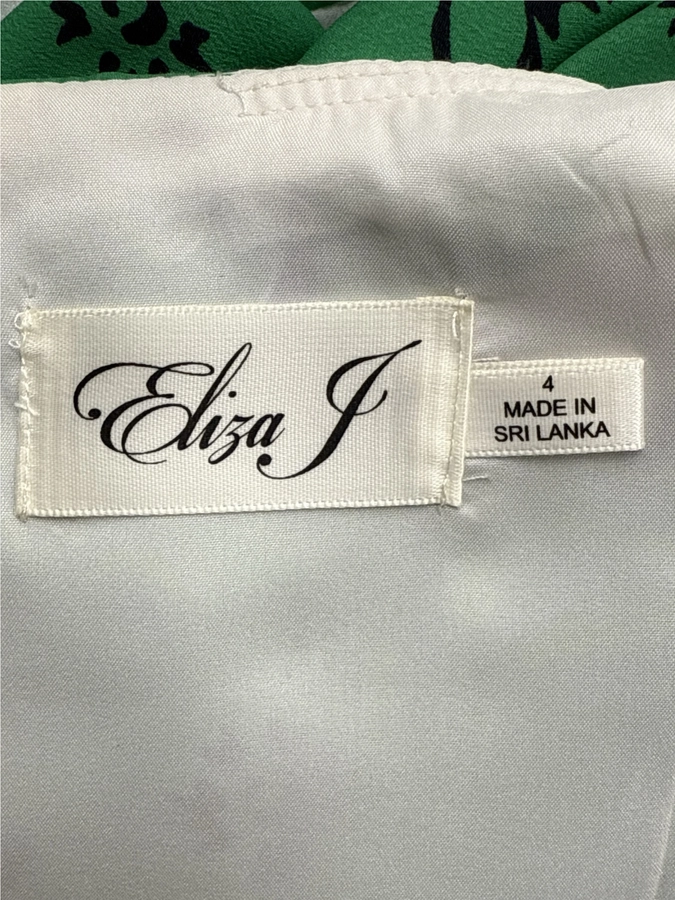 Eliza J
4
MADE IN
SRI LANKA